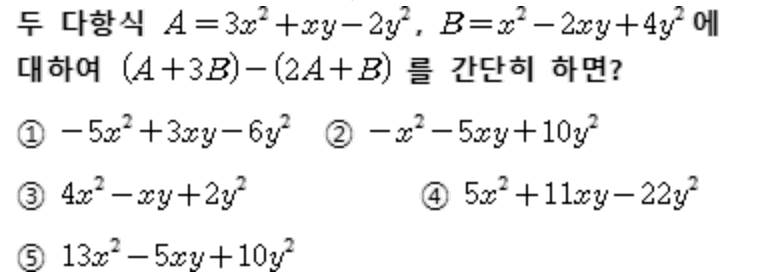 두 다항식 A=3x²+xy−2y², B=x²−2xy+4y²에
대하여 (A+3B)−(2A+B) 를 간단히 하면?
① −5x²+3xy−6y² ② −x²−5xy+10y²
③ 4x²−xy+2y² ④ 5x²+11xy−22y²
⑤ 13x²−5xy+10y²